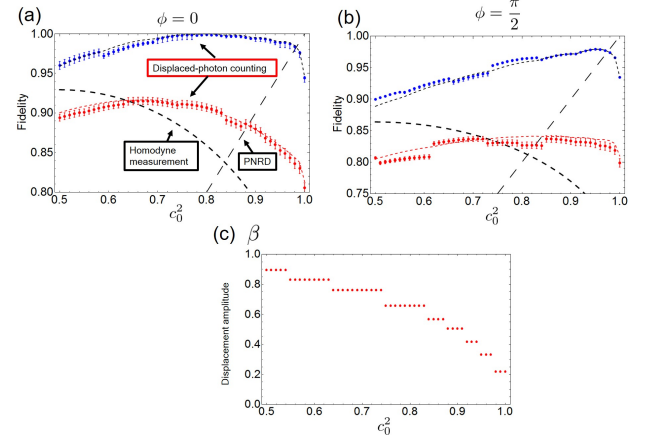 (a)
ϕ = 0
1.00
0.95
0.90
0.85
0.80
Fidelity
Displaced-photon counting
Homodyne
measurement
PNRD
0.5 0.6 0.7 0.8 0.9 1.0
c₀²
(b)
ϕ = π/2
1.00
0.95
0.90
0.85
0.80
0.75
Fidelity
0.5 0.6 0.7 0.8 0.9 1.0
c₀²
(c) β
1.0
0.8
0.6
0.4
0.2
0.0
Displacement amplitude
0.5 0.6 0.7 0.8 0.9 1.0
c₀²